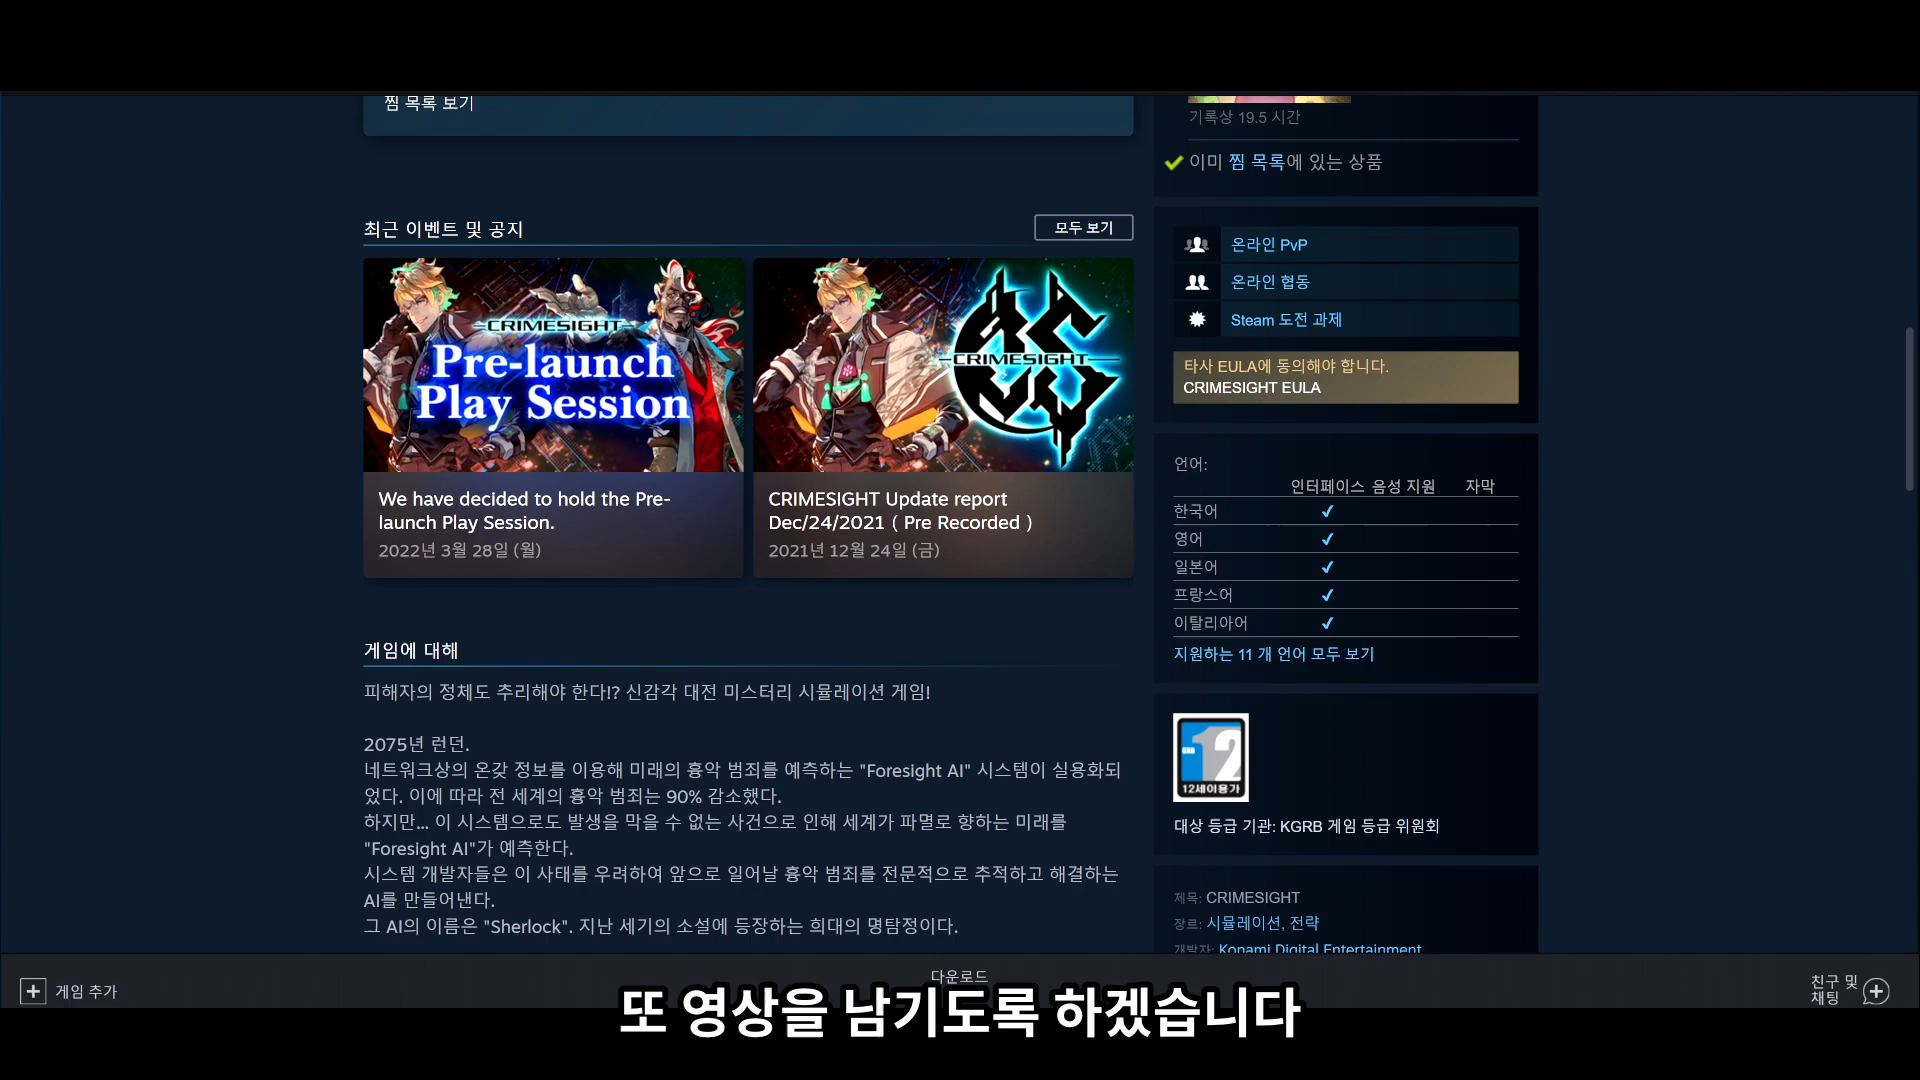 찜 목록 보기
최근 이벤트 및 공지
모두 보기
CRIMESIGHT
Pre-launch
Play Session
CRIMESIGHT
We have decided to hold the Pre-
launch Play Session.
2022년 3월 28일 (월)
CRIMESIGHT Update report
Dec/24/2021 ( Pre Recorded )
2021년 12월 24일 (금)
게임에 대해
피해자의 정체도 추리해야 한다!? 신감각 대전 미스터리 시뮬레이션 게임!
2075년 런던.
네트워크상의 온갖 정보를 이용해 미래의 흉악 범죄를 예측하는 "Foresight AI" 시스템이 실용화되
었다. 이에 따라 전 세계의 흉악 범죄는 90% 감소했다.
하지만... 이 시스템으로도 발생을 막을 수 없는 사건으로 인해 세계가 파멸로 향하는 미래를
"Foresight AI"가 예측한다.
시스템 개발자들은 이 사태를 우려하여 앞으로 일어날 흉악 범죄를 전문적으로 추적하고 해결하는
AI를 만들어낸다.
그 AI의 이름은 "Sherlock". 지난 세기의 소설에 등장하는 희대의 명탐정이다.
기록상 19.5 시간
이미 찜 목록에 있는 상품
온라인 PvP
온라인 협동
Steam 도전 과제
타사 EULA에 동의해야 합니다.
CRIMESIGHT EULA
언어:
인터페이스 음성 지원 자막
한국어 ✔
영어 ✔
일본어 ✔
프랑스어 ✔
이탈리아어 ✔
지원하는 11 개 언어 모두 보기
GRB
12
12세이용가
대상 등급 기관: KGRB 게임 등급 위원회
제목: CRIMESIGHT
장르: 시뮬레이션, 전략
개발자: Konami Digital Entertainment
게임 추가
다운로드
친구 및
채팅
또 영상을 남기도록 하겠습니다